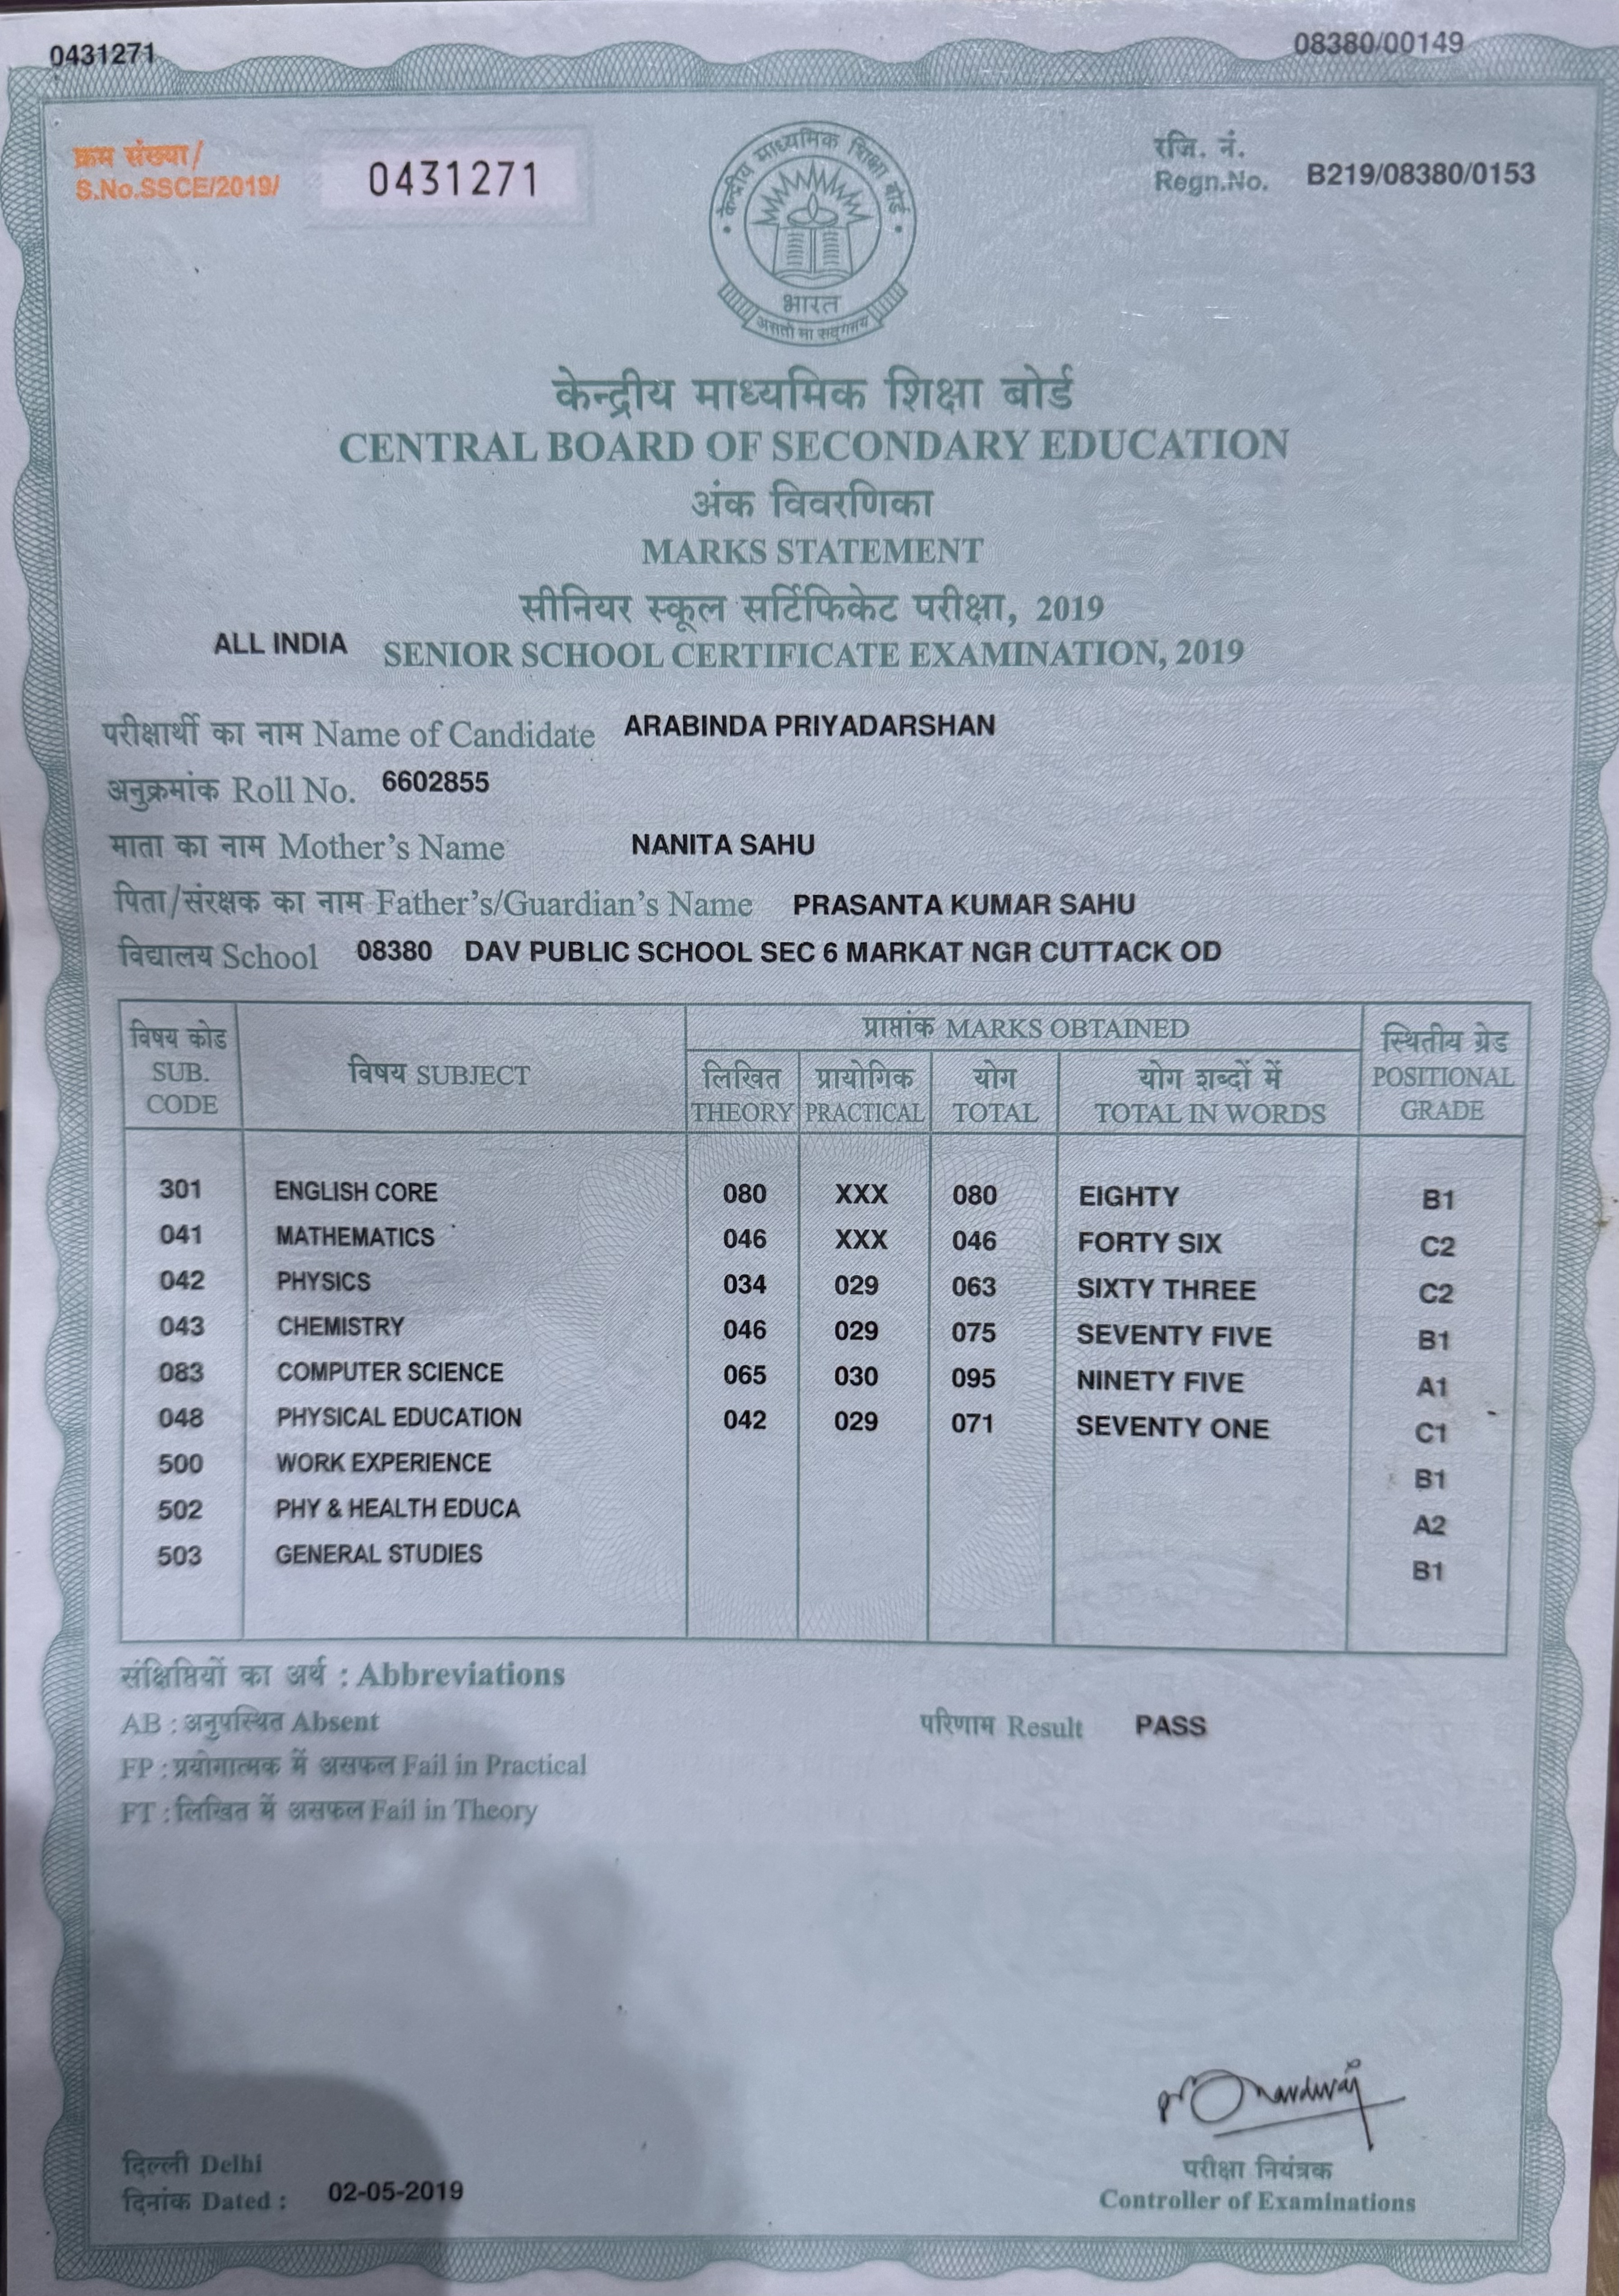 0431271
08380/00149
क्रम संख्या/
S.No.SSCE/2019/
0431271
रजि. नं.
Regn.No. B219/08380/0153
केन्द्रीय माध्यमिक शिक्षा बोर्ड
भारत
असतो मा सद्गमय
केन्द्रीय माध्यमिक शिक्षा बोर्ड
CENTRAL BOARD OF SECONDARY EDUCATION
अंक विवरणिका
MARKS STATEMENT
सीनियर स्कूल सर्टिफिकेट परीक्षा, 2019
ALL INDIA SENIOR SCHOOL CERTIFICATE EXAMINATION, 2019
परीक्षार्थी का नाम Name of Candidate ARABINDA PRIYADARSHAN
अनुक्रमांक Roll No. 6602855
माता का नाम Mother's Name NANITA SAHU
पिता/संरक्षक का नाम Father's/Guardian's Name PRASANTA KUMAR SAHU
विद्यालय School 08380 DAV PUBLIC SCHOOL SEC 6 MARKAT NGR CUTTACK OD
विषय कोड
SUB.
CODE
विषय SUBJECT
प्राप्तांक MARKS OBTAINED
लिखित
THEORY
प्रायोगिक
PRACTICAL
योग
TOTAL
योग शब्दों में
TOTAL IN WORDS
स्थितीय ग्रेड
POSITIONAL
GRADE
301 ENGLISH CORE 080 XXX 080 EIGHTY B1
041 MATHEMATICS 046 XXX 046 FORTY SIX C2
042 PHYSICS 034 029 063 SIXTY THREE C2
043 CHEMISTRY 046 029 075 SEVENTY FIVE B1
083 COMPUTER SCIENCE 065 030 095 NINETY FIVE A1
048 PHYSICAL EDUCATION 042 029 071 SEVENTY ONE C1
500 WORK EXPERIENCE B1
502 PHY & HEALTH EDUCA A2
503 GENERAL STUDIES B1
संक्षिप्तियों का अर्थ : Abbreviations
AB : अनुपस्थित Absent
परिणाम Result PASS
FP : प्रयोगात्मक में असफल Fail in Practical
FT : लिखित में असफल Fail in Theory
दिल्ली Delhi
दिनांक Dated : 02-05-2019
परीक्षा नियंत्रक
Controller of Examinations